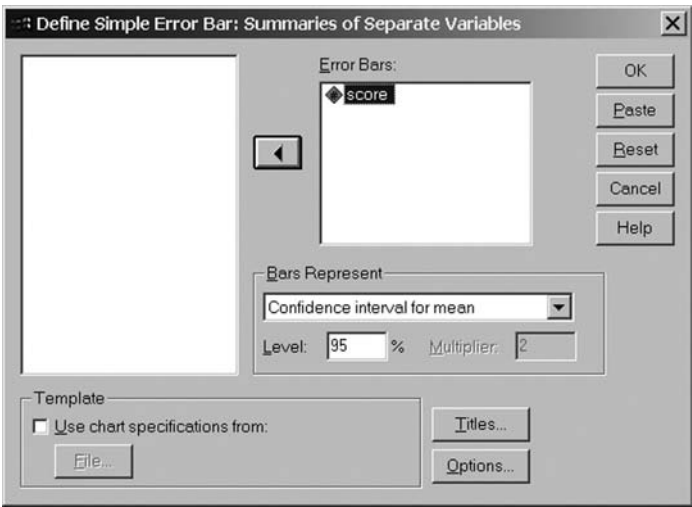 Define Simple Error Bar: Summaries of Separate Variables
Error Bars:
score
OK
Paste
Reset
Cancel
Help
Bars Represent
Confidence interval for mean
Level: 95 % Multiplier: 2
Template
Use chart specifications from:
File...
Titles...
Options...